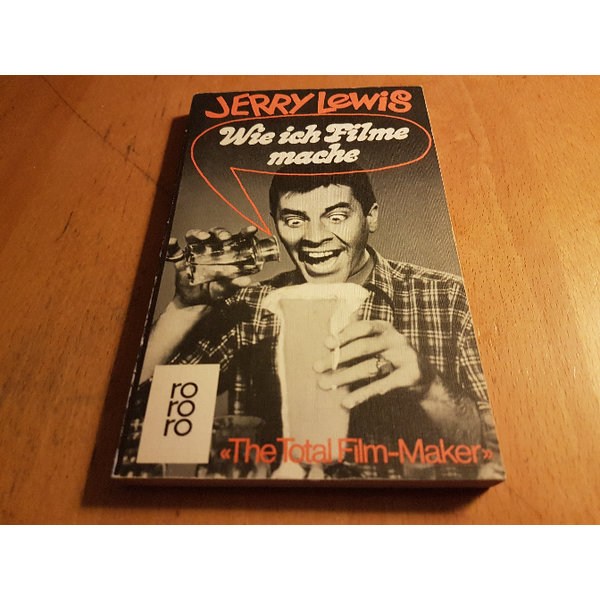 JERRY LEWIS
Wie ich Filme
mache
ro
ro
ro
«The Total Film-Maker»